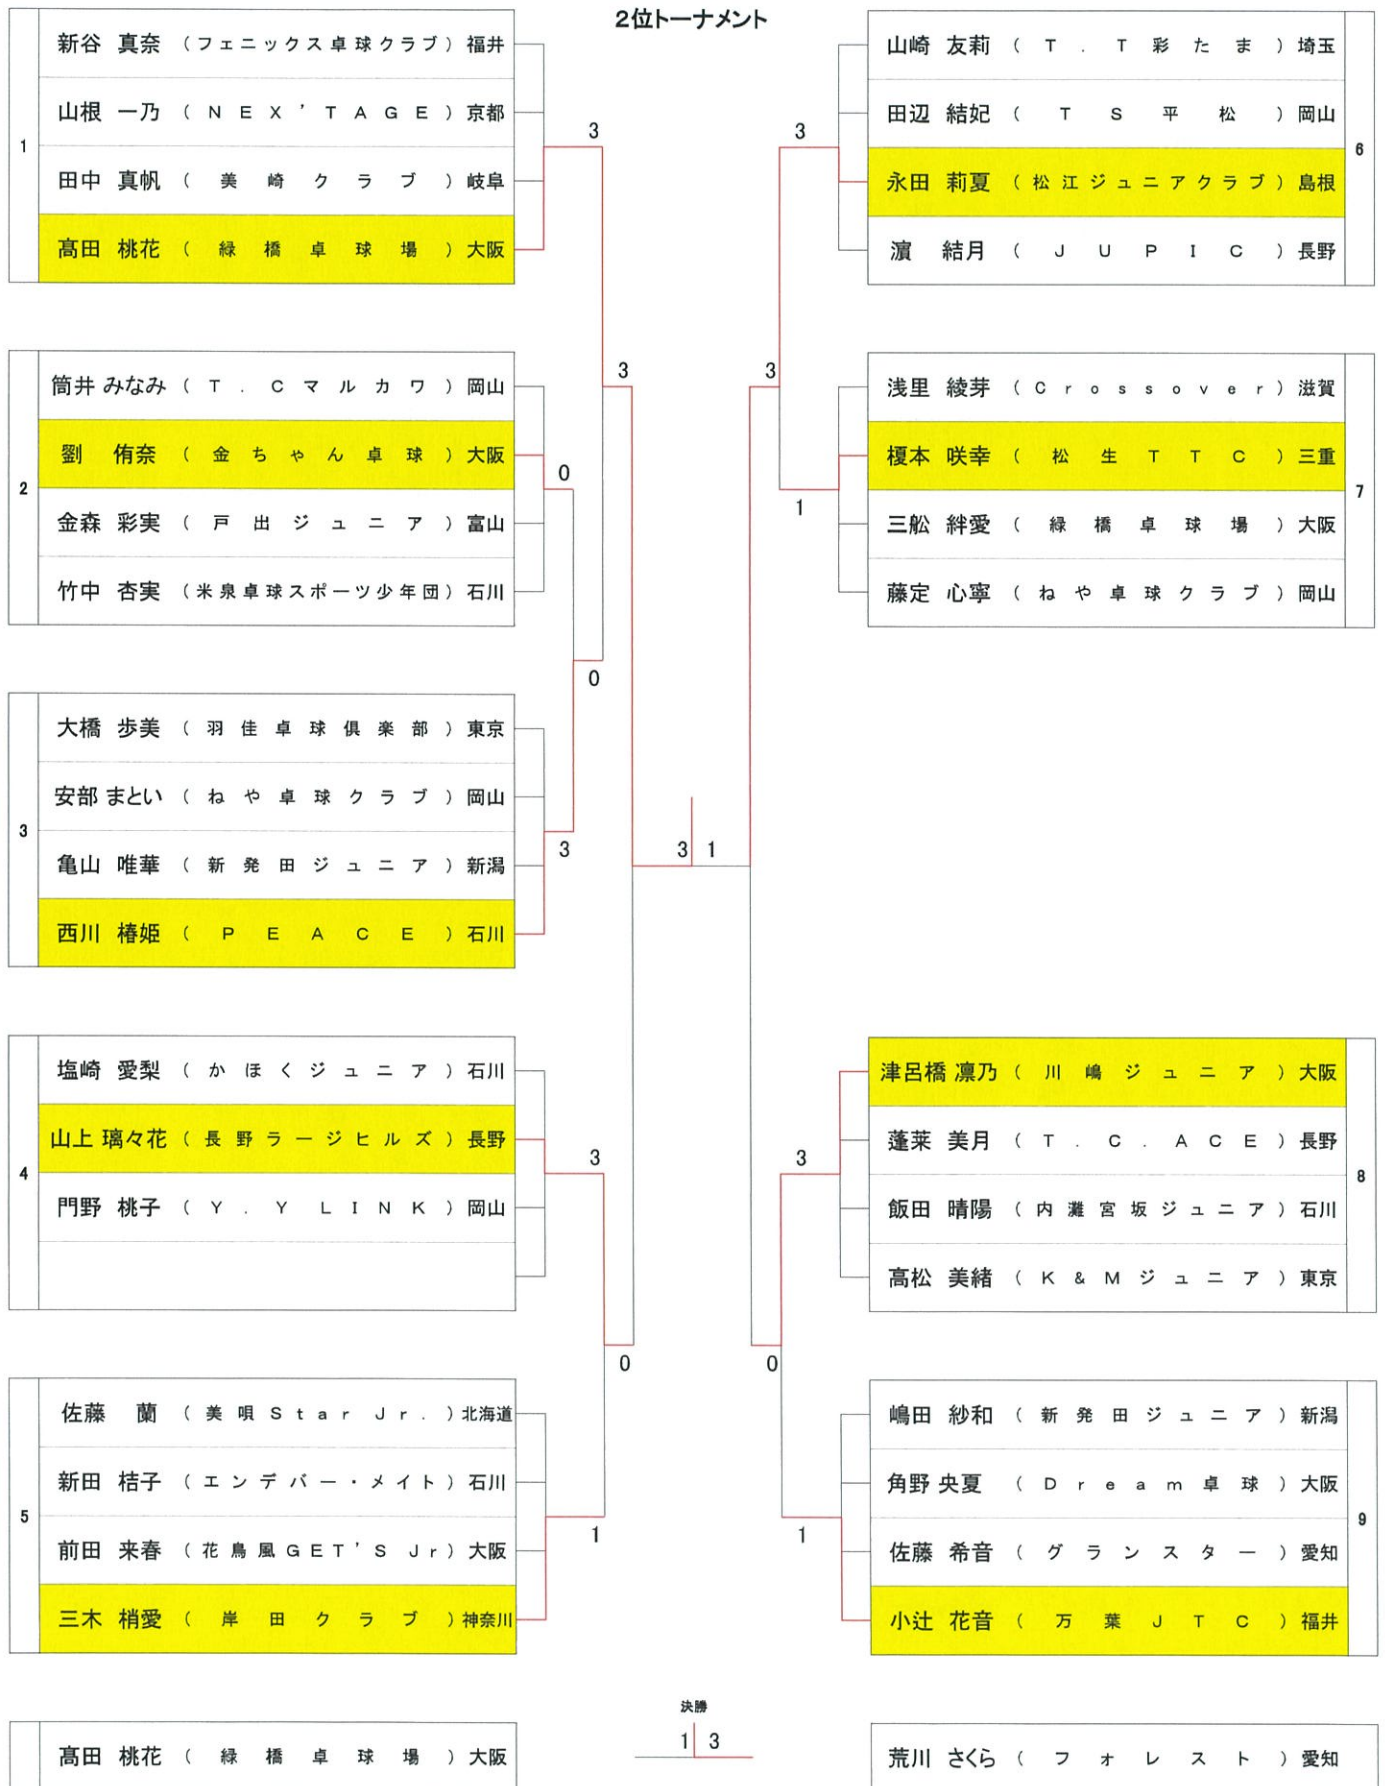 2位トーナメント
1
新谷 真奈 (フェニックス卓球クラブ) 福井
山根 一乃 (NEX'TAGE) 京都
田中 真帆 (美崎クラブ) 岐阜
髙田 桃花 (緑橋卓球場) 大阪
3
2
筒井 みなみ (T.Cマルカワ) 岡山
劉 侑奈 (金ちゃん卓球) 大阪
金森 彩実 (戸出ジュニア) 富山
竹中 杏実 (米泉卓球スポーツ少年団) 石川
0
3
0
3
大橋 歩美 (羽佳卓球倶楽部) 東京
安部 まとい (ねや卓球クラブ) 岡山
亀山 唯華 (新発田ジュニア) 新潟
西川 椿姫 (PEACE) 石川
3
3 1
4
塩崎 愛梨 (かほくジュニア) 石川
山上 璃々花 (長野ラージヒルズ) 長野
門野 桃子 (Y.Y LINK) 岡山
3
0
5
佐藤 蘭 (美唄Star Jr.) 北海道
新田 桔子 (エンデバー・メイト) 石川
前田 来春 (花鳥風GET'S Jr) 大阪
三木 梢愛 (岸田クラブ) 神奈川
1
山崎 友莉 (T.T彩たま) 埼玉
田辺 結妃 (TS平松) 岡山
永田 莉夏 (松江ジュニアクラブ) 島根
濵 結月 (JUPIC) 長野
6
3
3
浅里 綾芽 (Crossover) 滋賀
榎本 咲幸 (松生TTC) 三重
三舩 絆愛 (緑橋卓球場) 大阪
藤定 心寧 (ねや卓球クラブ) 岡山
7
1
津呂橋 凛乃 (川嶋ジュニア) 大阪
蓬莱 美月 (T.C.ACE) 長野
飯田 晴陽 (内灘宮坂ジュニア) 石川
高松 美緒 (K&Mジュニア) 東京
8
3
0
嶋田 紗和 (新発田ジュニア) 新潟
角野 央夏 (Dream卓球) 大阪
佐藤 希音 (グランスター) 愛知
小辻 花音 (万葉JTC) 福井
9
1
決勝
髙田 桃花 (緑橋卓球場) 大阪
1 3
荒川 さくら (フォレスト) 愛知